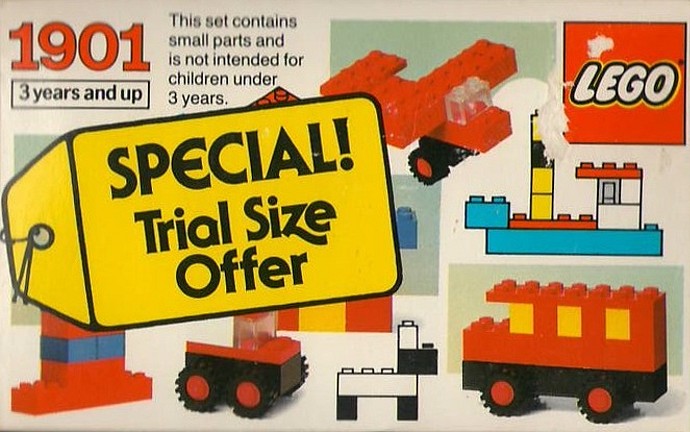 1901
3 years and up
This set contains
small parts and
is not intended for
children under
3 years.
LEGO
SPECIAL!
Trial Size
Offer